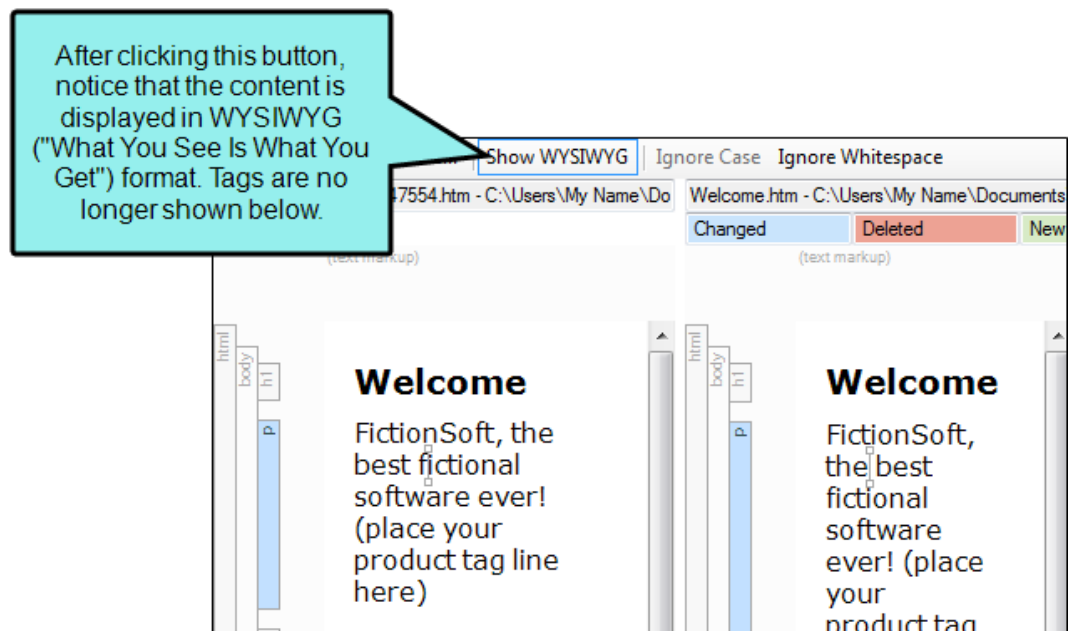 After clicking this button,
notice that the content is
displayed in WYSIWYG
("What You See Is What You
Get") format. Tags are no
longer shown below.
Show WYSIWYG Ignore Case Ignore Whitespace
47554.htm - C:\Users\My Name\Do
Welcome.htm - C:\Users\My Name\Documents
Changed Deleted New
(text markup)
(text markup)
html
body
h1
p
Welcome
FictionSoft, the
best fictional
software ever!
(place your
product tag line
here)
html
body
h1
p
Welcome
FictionSoft,
the best
fictional
software
ever! (place
your
product tag